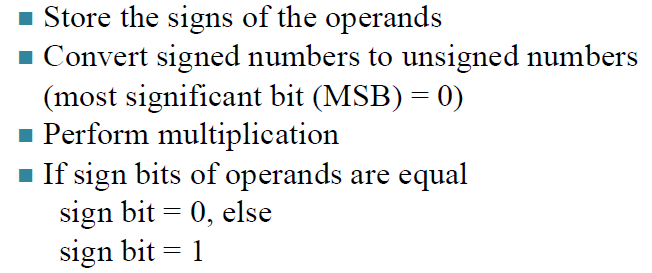 Store the signs of the operands
Convert signed numbers to unsigned numbers
(most significant bit (MSB) = 0)
Perform multiplication
If sign bits of operands are equal
sign bit = 0, else
sign bit = 1